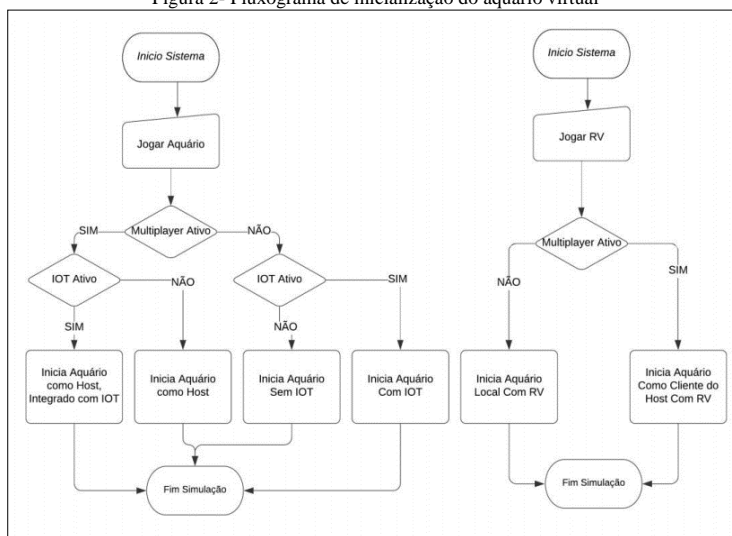 Figura 2- Fluxograma de inicialização do aquário virtual
Inicio Sistema
Jogar Aquário
Multiplayer Ativo
SIM
NÃO
IOT Ativo
IOT Ativo
NÃO
SIM
SIM
NÃO
Inicia Aquário
como Host,
Integrado com IOT
Inicia Aquário
como Host
Inicia Aquário
Sem IOT
Inicia Aquário
Com IOT
Fim Simulação
Inicio Sistema
Jogar RV
Multiplayer Ativo
NÃO
SIM
Inicia Aquário
Local Com RV
Inicia Aquário
Como Cliente do
Host Com RV
Fim Simulação